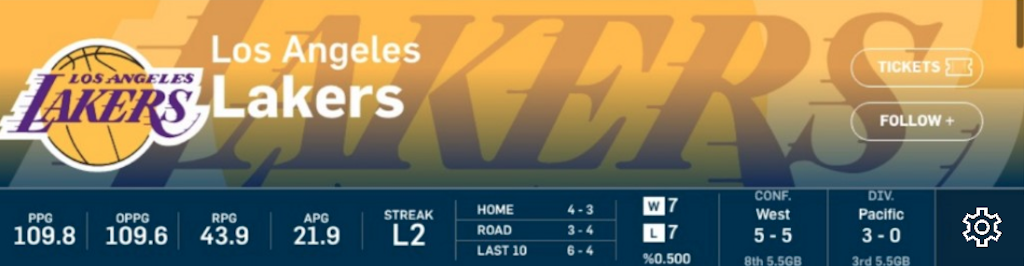 LOS ANGELES
LAKERS
Los Angeles
Lakers
LAKERS
TICKETS
FOLLOW +
PPG
109.8
OPPG
109.6
RPG
43.9
APG
21.9
STREAK
L2
HOME 4 - 3
ROAD 3 - 4
LAST 10 6 - 4
W 7
L 7
%0.500
CONF.
West
5 - 5
8th 5.5GB
DIV.
Pacific
3 - 0
3rd 5.5GB